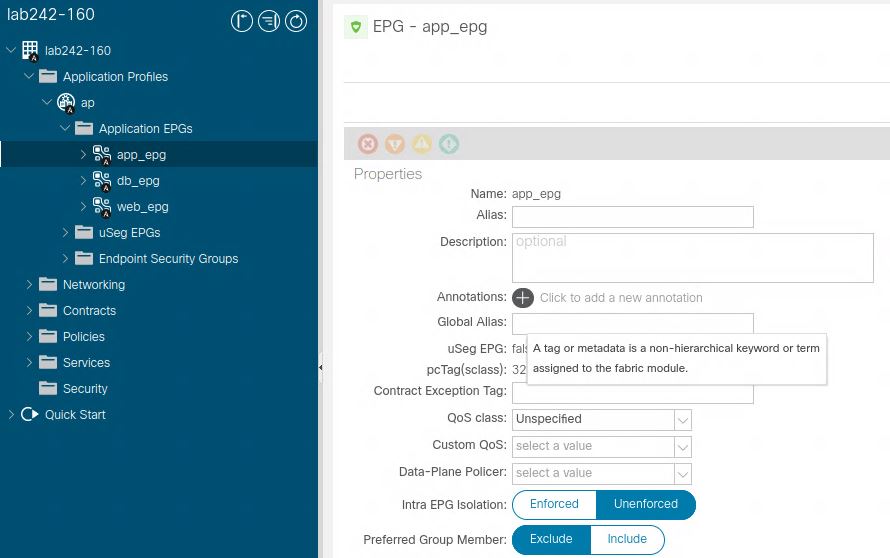 lab242-160
lab242-160
Application Profiles
ap
Application EPGs
app_epg
db_epg
web_epg
uSeg EPGs
Endpoint Security Groups
Networking
Contracts
Policies
Services
Security
Quick Start
EPG - app_epg
Properties
Name: app_epg
Alias:
Description: optional
Annotations: Click to add a new annotation
Global Alias:
uSeg EPG:
A tag or metadata is a non-hierarchical keyword or term
assigned to the fabric module.
pcTag(sclass): 32
Contract Exception Tag:
QoS class: Unspecified
Custom QoS: select a value
Data-Plane Policer: select a value
Intra EPG Isolation: Enforced Unenforced
Preferred Group Member: Exclude Include